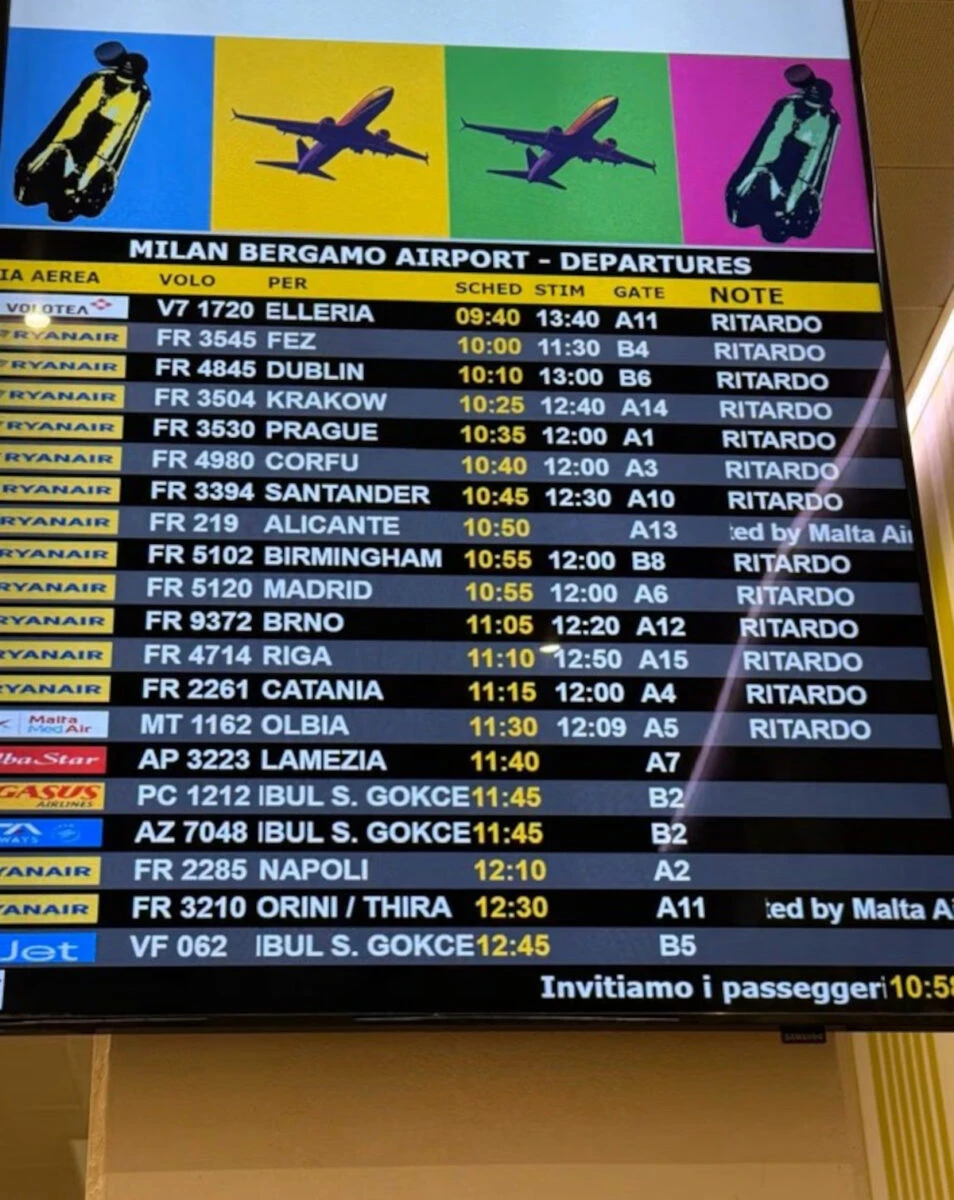 MILAN BERGAMO AIRPORT - DEPARTURES
IA AEREA VOLO PER SCHED STIM GATE NOTE
VOLOTEA V7 1720 ELLERIA 09:40 13:40 A11 RITARDO
RYANAIR FR 3545 FEZ 10:00 11:30 B4 RITARDO
RYANAIR FR 4845 DUBLIN 10:10 13:00 B6 RITARDO
RYANAIR FR 3504 KRAKOW 10:25 12:40 A14 RITARDO
RYANAIR FR 3530 PRAGUE 10:35 12:00 A1 RITARDO
RYANAIR FR 4980 CORFU 10:40 12:00 A3 RITARDO
RYANAIR FR 3394 SANTANDER 10:45 12:30 A10 RITARDO
RYANAIR FR 219 ALICANTE 10:50 A13 ted by Malta Air
RYANAIR FR 5102 BIRMINGHAM 10:55 12:00 B8 RITARDO
RYANAIR FR 5120 MADRID 10:55 12:00 A6 RITARDO
RYANAIR FR 9372 BRNO 11:05 12:20 A12 RITARDO
RYANAIR FR 4714 RIGA 11:10 12:50 A15 RITARDO
RYANAIR FR 2261 CATANIA 11:15 12:00 A4 RITARDO
Malta MedAir MT 1162 OLBIA 11:30 12:09 A5 RITARDO
lbaStar AP 3223 LAMEZIA 11:40 A7
GASUS AIRLINES PC 1212 IBUL S. GOKCE 11:45 B2
TA WAYS AZ 7048 IBUL S. GOKCE 11:45 B2
YANAIR FR 2285 NAPOLI 12:10 A2
YANAIR FR 3210 ORINI / THIRA 12:30 A11 ted by Malta A
Jet VF 062 IBUL S. GOKCE 12:45 B5
Invitiamo i passeggeri 10:58
SAMSUNG